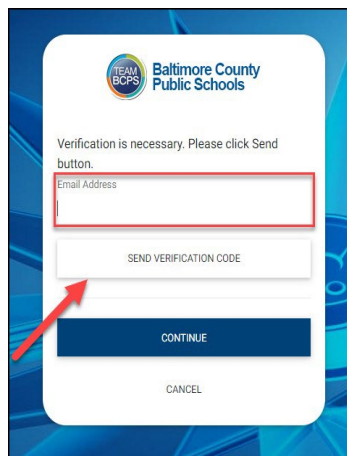 TEAM
BCPS
Baltimore County
Public Schools
Verification is necessary. Please click Send
button.
Email Address
SEND VERIFICATION CODE
CONTINUE
CANCEL